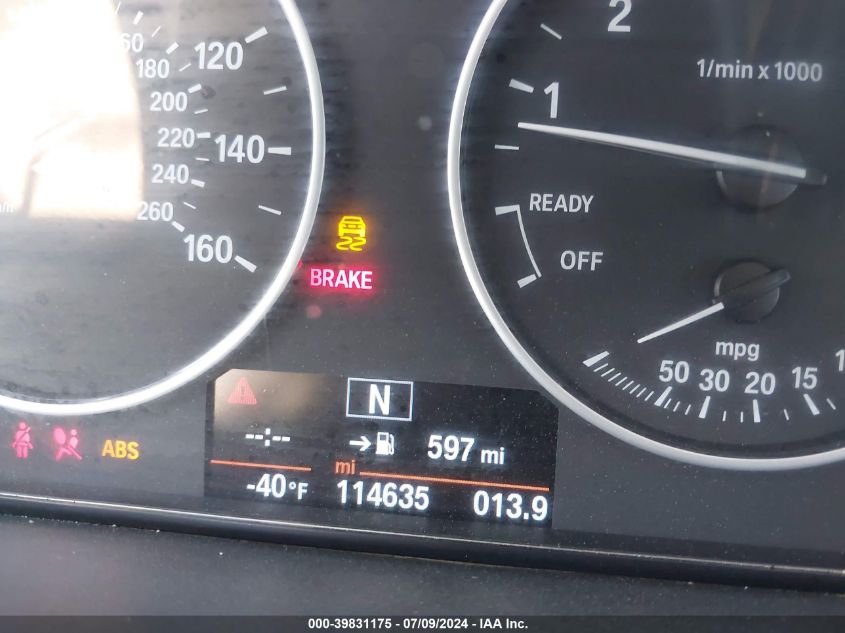 120
180
200
220
140
240
260
160
2
1/min x 1000
1
READY
OFF
BRAKE
mpg
50 30 20 15
N
--:--
597 mi
mi
-40°F 114635 013.9
ABS
000-39831175 / 07/09/2024 - © IAA Inc.